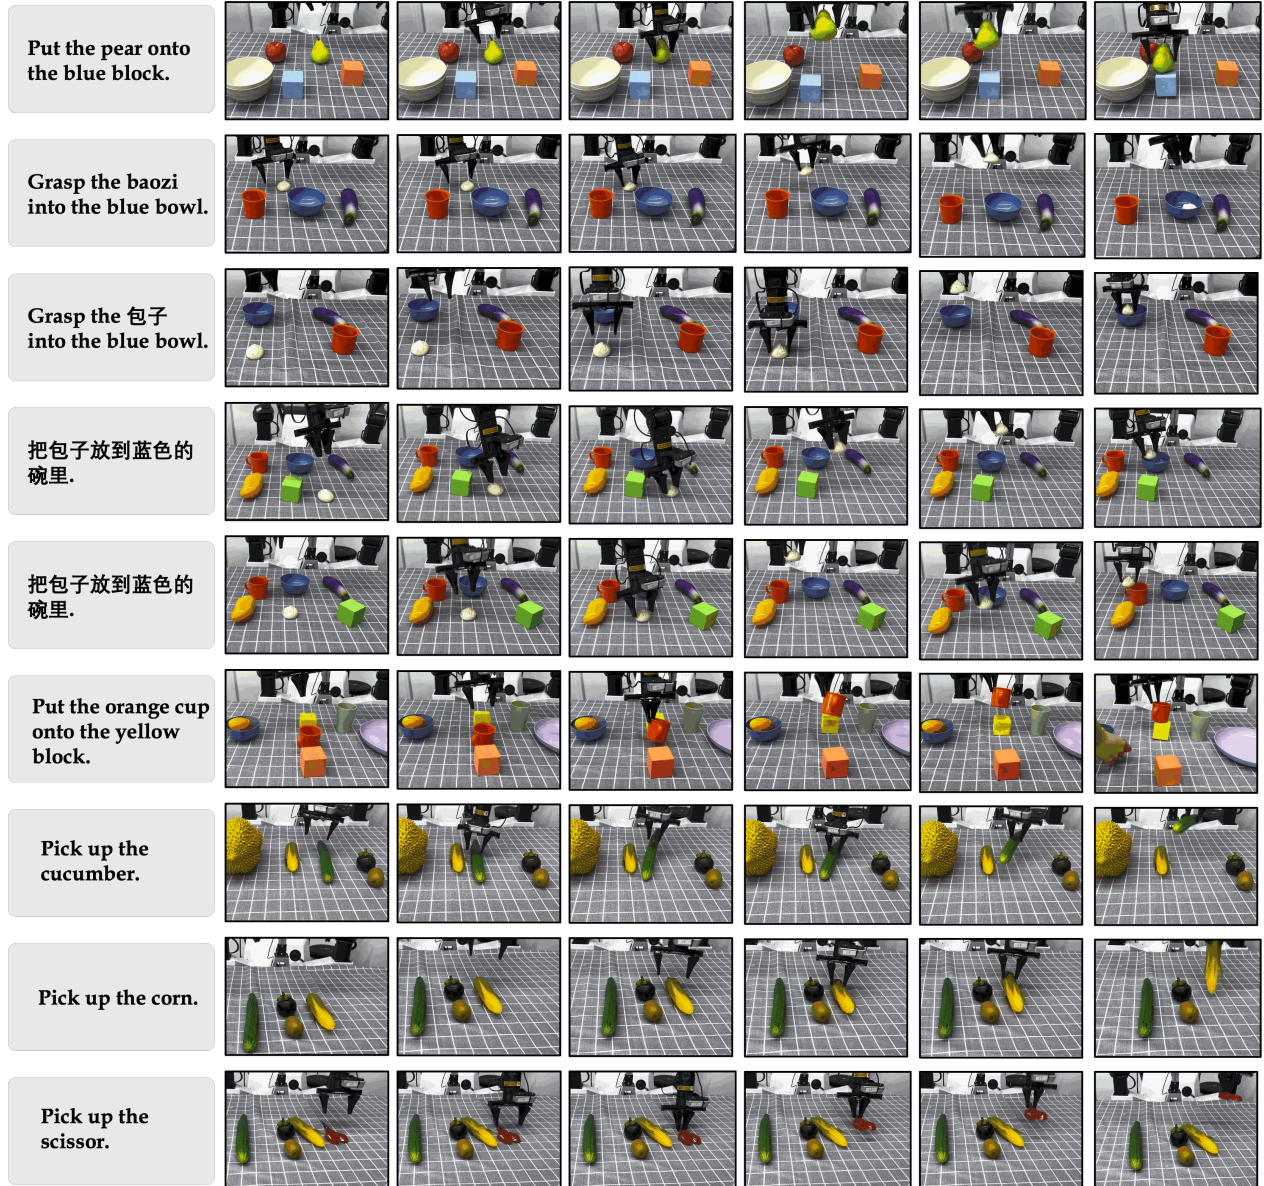 Put the pear onto
the blue block.
Grasp the baozi
into the blue bowl.
Grasp the 包子
into the blue bowl.
把包子放到蓝色的
碗里.
把包子放到蓝色的
碗里.
Put the orange cup
onto the yellow
block.
Pick up the
cucumber.
Pick up the corn.
Pick up the
scissor.